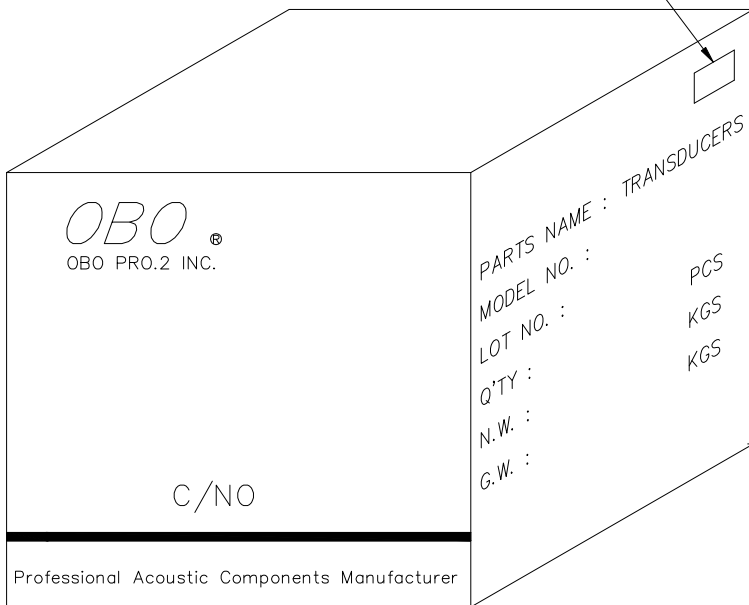 OBO ®
OBO PRO.2 INC.
C/NO
Professional Acoustic Components Manufacturer
PARTS NAME : TRANSDUCERS
MODEL NO. :
LOT NO. :
Q'TY : PCS
N.W. : KGS
G.W. : KGS